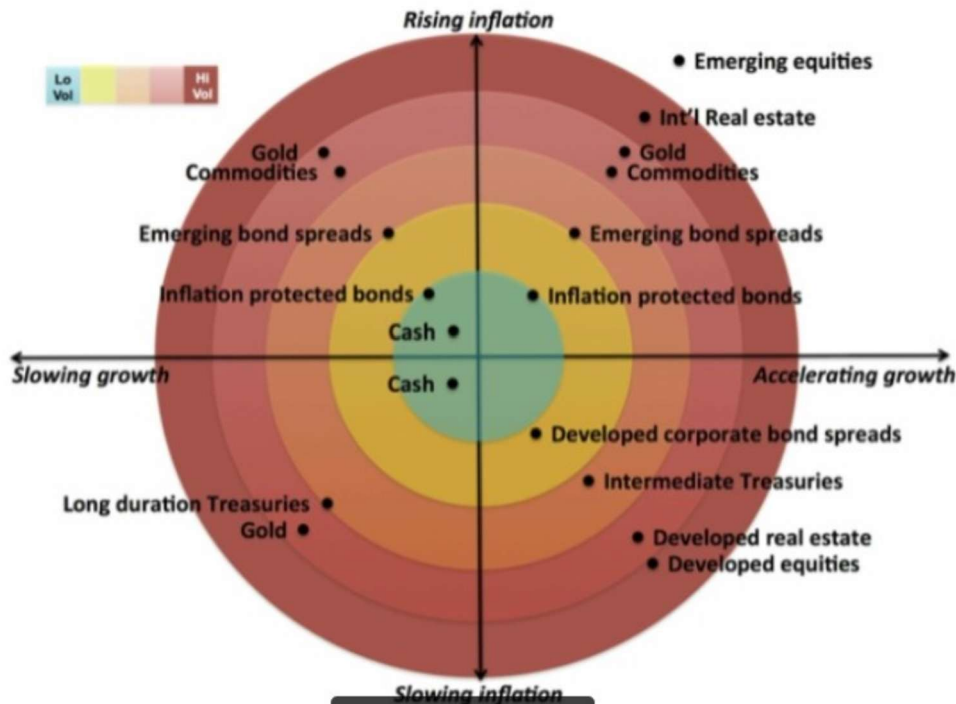 Rising inflation
Emerging equities
Lo Vol
Hi Vol
Int'l Real estate
Gold
Gold
Commodities
Commodities
Emerging bond spreads
Emerging bond spreads
Inflation protected bonds
Inflation protected bonds
Cash
Slowing growth
Accelerating growth
Cash
Developed corporate bond spreads
Intermediate Treasuries
Long duration Treasuries
Gold
Developed real estate
Developed equities
Slowing inflation